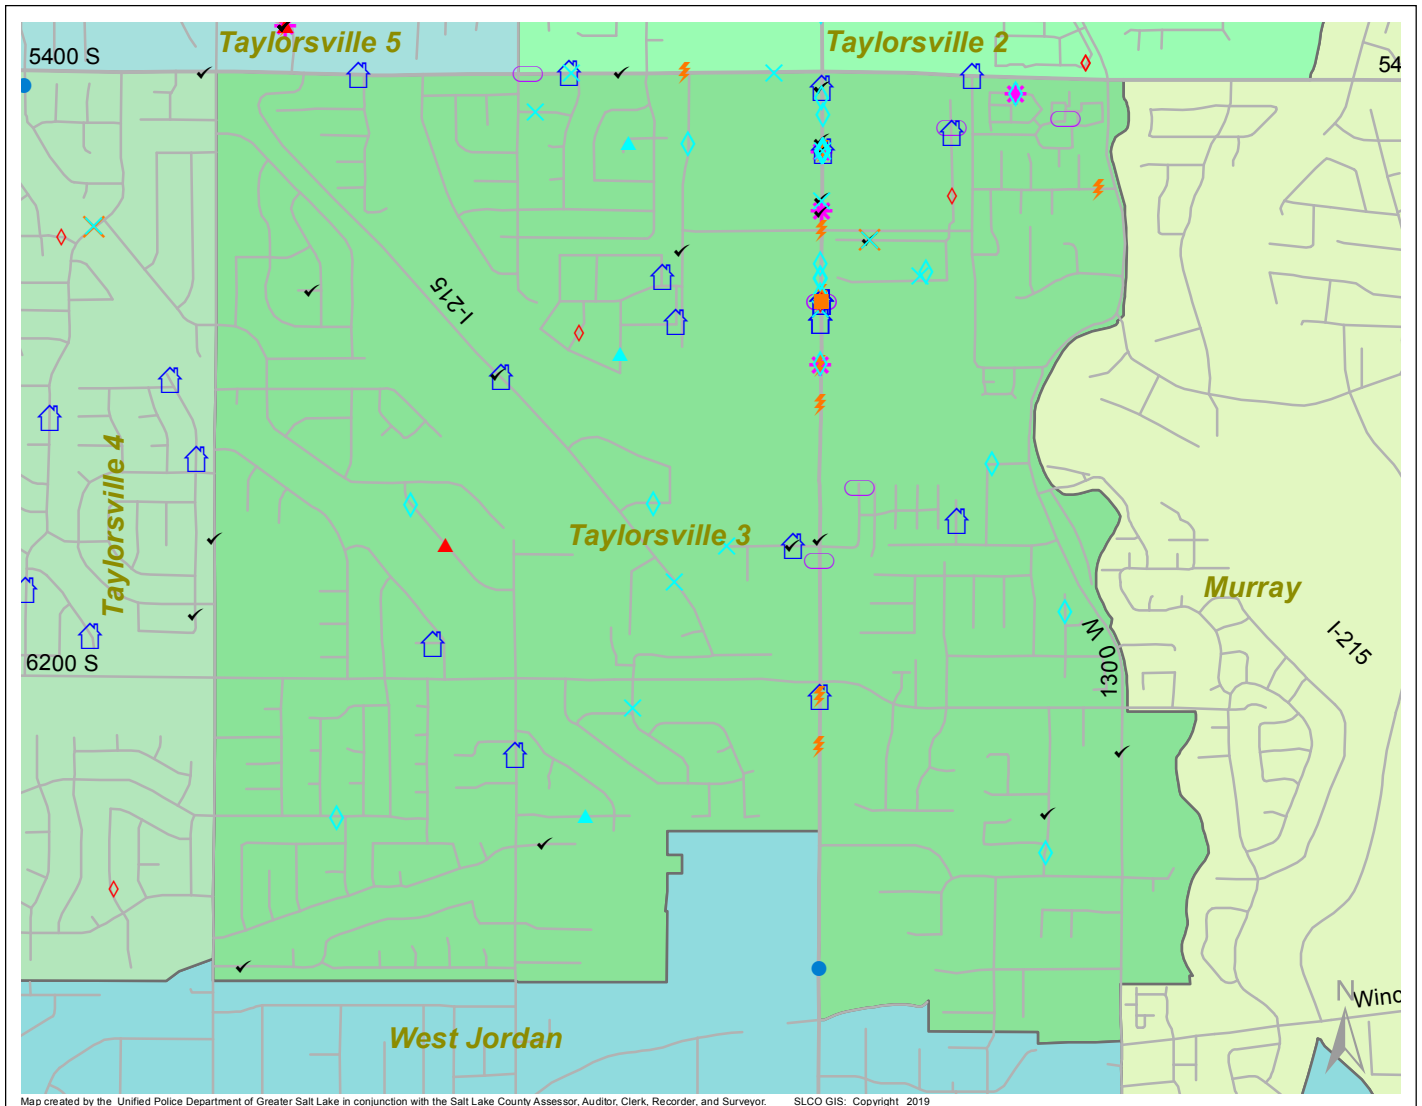 Taylorsville 5
Taylorsville 2
5400 S
54
I-215
Taylorsville 4
Taylorsville 3
Murray
I-215
1300 W
6200 S
N
Winc
West Jordan
Map created by the Unified Police Department of Greater Salt Lake in conjunction with the Salt Lake County Assessor, Auditor, Clerk, Recorder, and Surveyor. SLCO GIS: Copyright 2019